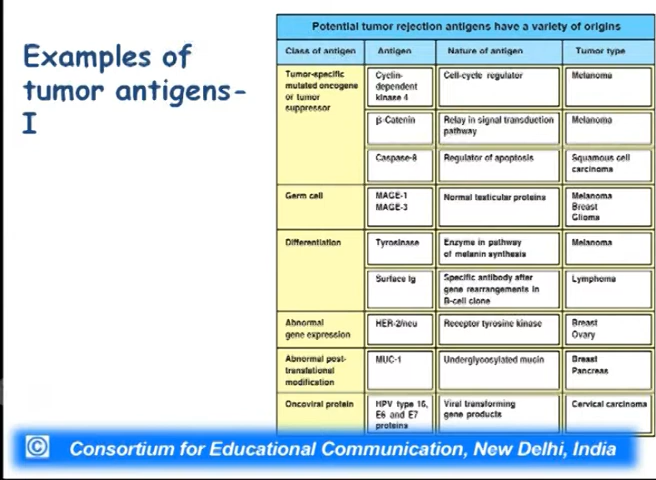 Examples of
tumor antigens-
I
Potential tumor rejection antigens have a variety of origins
Class of antigen Antigen Nature of antigen Tumor type
Tumor-specific
mutated oncogene
or tumor
suppressor
Cyclin-
dependent
kinase 4
Cell-cycle regulator
Melanoma
β-Catenin
Relay in signal transduction
pathway
Melanoma
Caspase-8
Regulator of apoptosis
Squamous cell
carcinoma
Germ cell
MAGE-1
MAGE-3
Normal testicular proteins
Melanoma
Breast
Glioma
Differentiation
Tyrosinase
Enzyme in pathway
of melanin synthesis
Melanoma
Surface Ig
Specific antibody after
gene rearrangements in
B-cell clone
Lymphoma
Abnormal
gene expression
HER-2/neu
Receptor tyrosine kinase
Breast
Ovary
Abnormal post-
translational
modification
MUC-1
Underglycosylated mucin
Breast
Pancreas
Oncoviral protein
HPV type 16,
E6 and E7
proteins
Viral transforming
gene products
Cervical carcinoma
© Consortium for Educational Communication, New Delhi, India